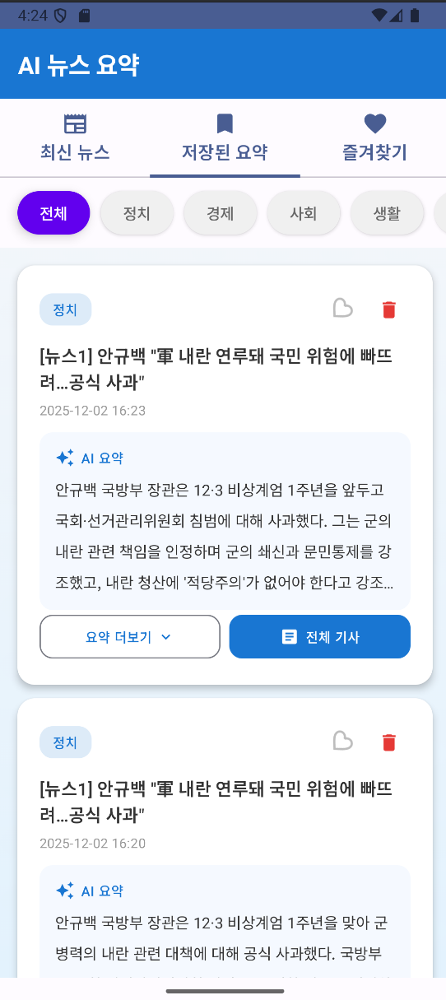 4:24
AI 뉴스 요약
최신 뉴스
저장된 요약
즐겨찾기
전체
정치
경제
사회
생활
정치
[뉴스1] 안규백 "軍 내란 연루돼 국민 위험에 빠뜨
려…공식 사과"
2025-12-02 16:23
AI 요약
안규백 국방부 장관은 12·3 비상계엄 1주년을 앞두고
국회·선거관리위원회 침범에 대해 사과했다. 그는 군의
내란 관련 책임을 인정하며 군의 쇄신과 문민통제를 강
조했고, 내란 청산에 '적당주의'가 없어야 한다고 강조…
요약 더보기
전체 기사
정치
[뉴스1] 안규백 "軍 내란 연루돼 국민 위험에 빠뜨
려…공식 사과"
2025-12-02 16:20
AI 요약
안규백 국방부 장관은 12·3 비상계엄 1주년을 맞아 군
병력의 내란 관련 대책에 대해 공식 사과했다. 국방부